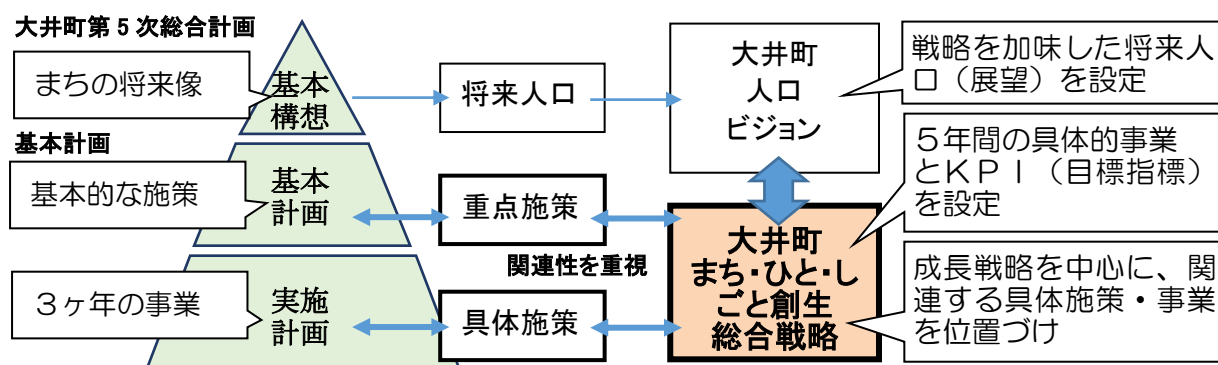 大井町第5次総合計画
まちの将来像
基本
構想
将来人口
大井町
人口
ビジョン
戦略を加味した将来人
口（展望）を設定
基本計画
基本的な施策
基本
計画
重点施策
５年間の具体的事業
とＫＰＩ（目標指標）
を設定
関連性を重視
大井町
まち・ひと・し
ごと創生
総合戦略
３ヶ年の事業
実施
計画
具体施策
成長戦略を中心に、関
連する具体施策・事業
を位置づけ